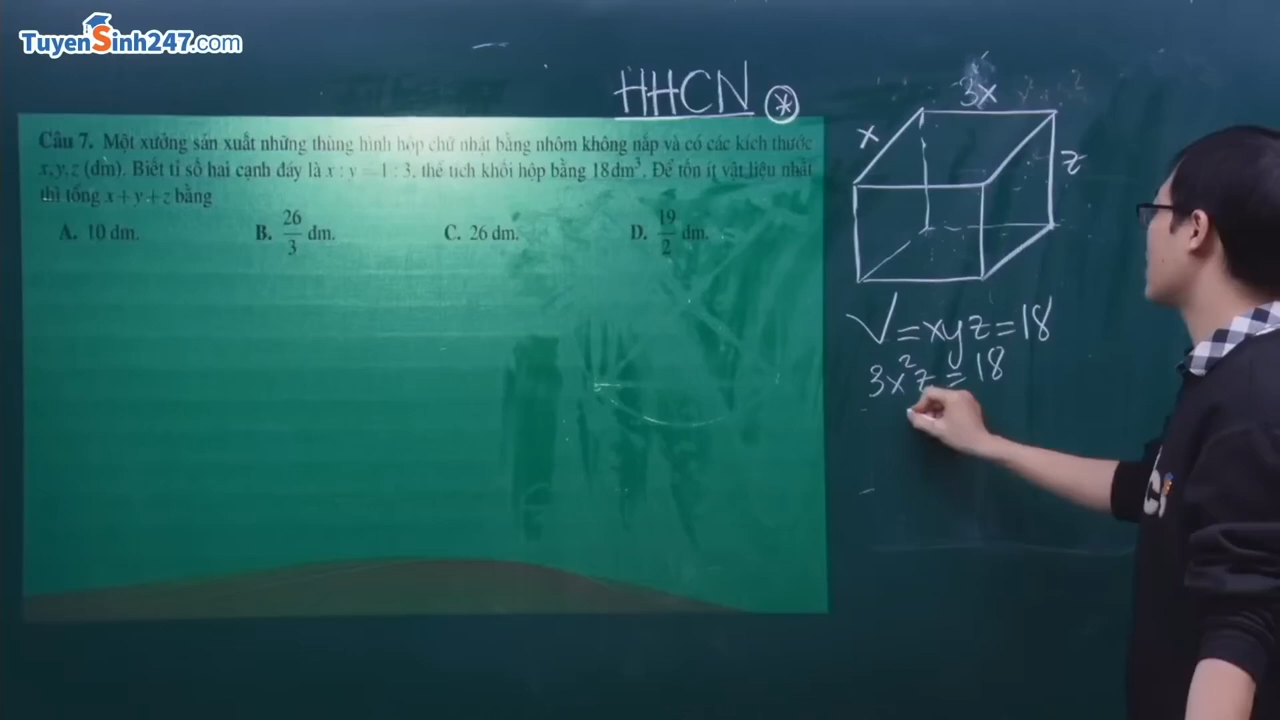 TuyenSinh247.com
HHCN *
Câu 7. Một xưởng sản xuất những thùng hình hộp chữ nhật bằng nhôm không nắp và có các kích thước
x, y, z (dm). Biết tỉ số hai cạnh đáy là x : y = 1 : 3, thể tích khối hộp bằng 18 dm³. Để tốn ít vật liệu nhất
thì tổng x + y + z bằng
A. 10 dm. B. 26/3 dm. C. 26 dm. D. 19/2 dm.
3x
x
z
V = xyz = 18
3x²z = 18